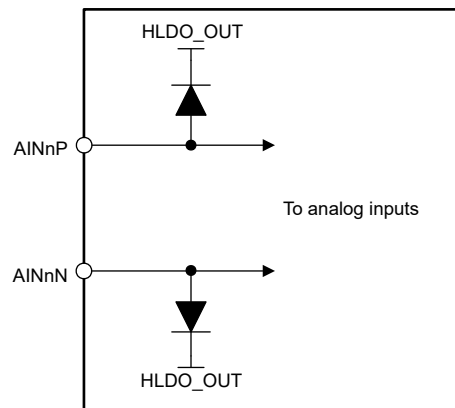 HLDO_OUT
AINnP
To analog inputs
AINnN
HLDO_OUT